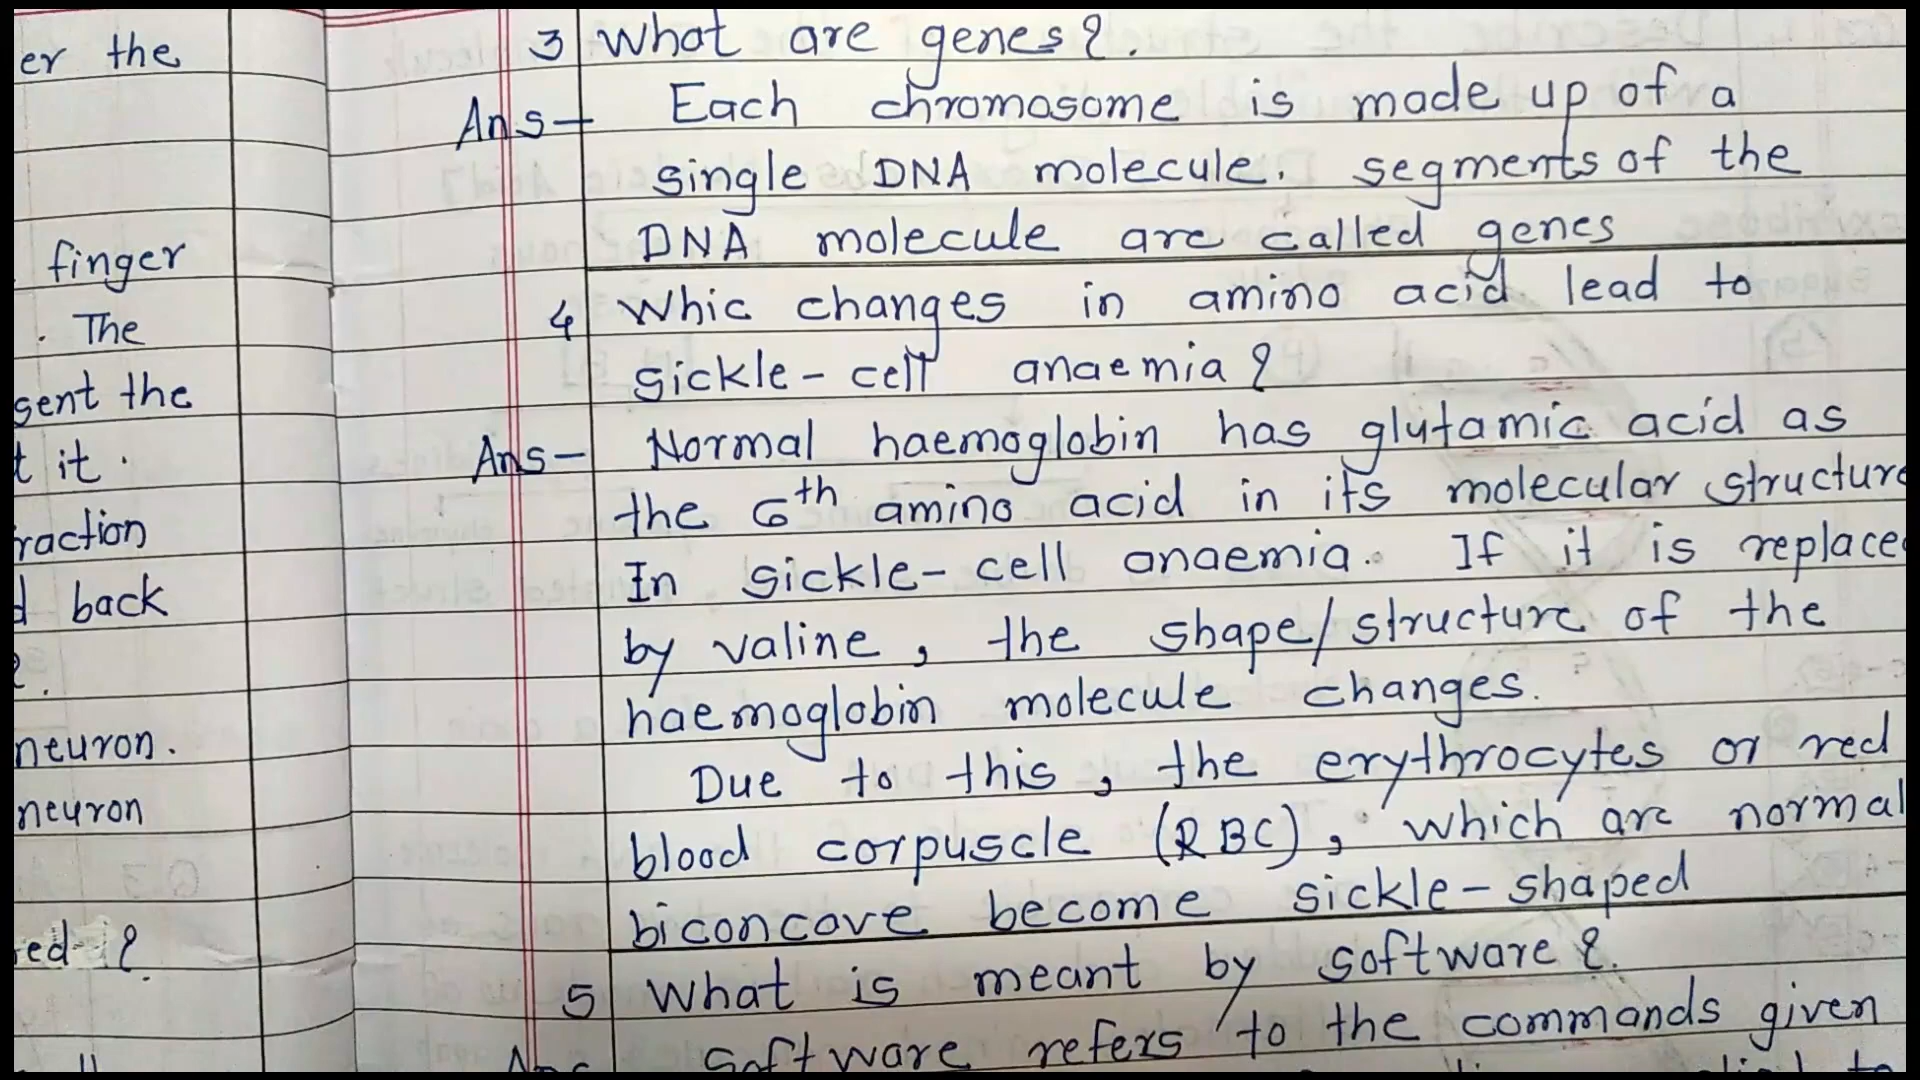 er the
finger
. The
sent the
t it.
raction
d back
neuron.
neuron
ed ?
3 What are genes?.
Ans- Each chromosome is made up of a
single DNA molecule. segments of the
DNA molecule are called genes
4 Whic changes in amino acid lead to
sickle-cell anaemia?
Ans- Normal haemoglobin has glutamic acid as
the 6th amino acid in its molecular structure
In sickle-cell anaemia. If it is replace
by valine, the shape/structure of the
haemoglobin molecule changes.
Due to this, the erythrocytes or red
blood corpuscle (RBC), which are normal
biconcave become sickle-shaped
5 What is meant by software?.
Software refers to the commands given